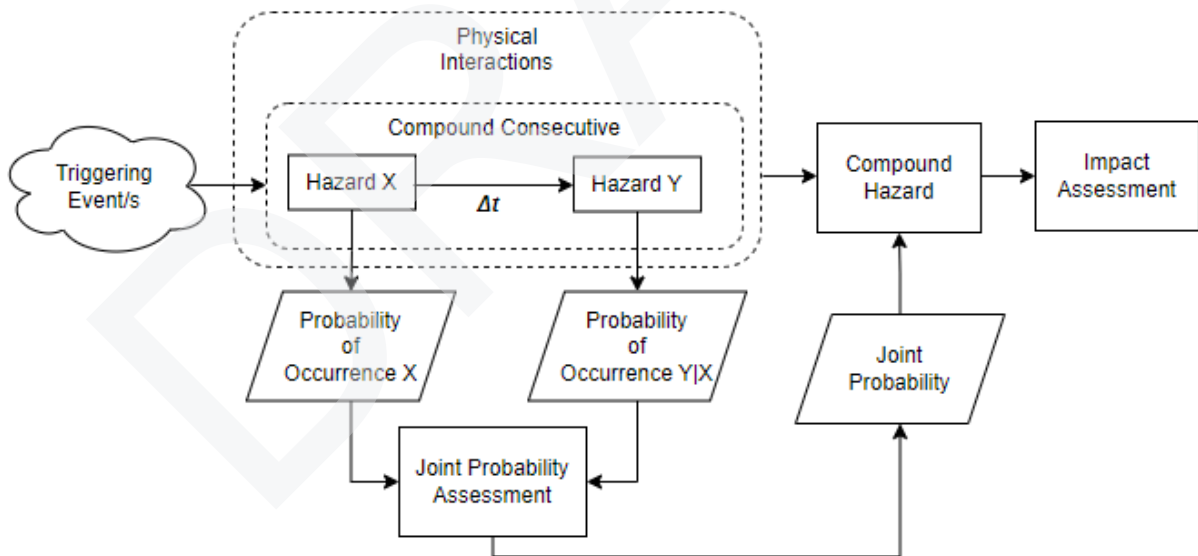 Physical
Interactions
Compound Consecutive
Triggering
Event/s
Hazard X
Δt
Hazard Y
Compound
Hazard
Impact
Assessment
Probability
of
Occurrence X
Probability
of
Occurrence Y|X
Joint
Probability
Joint Probability
Assessment
DRA